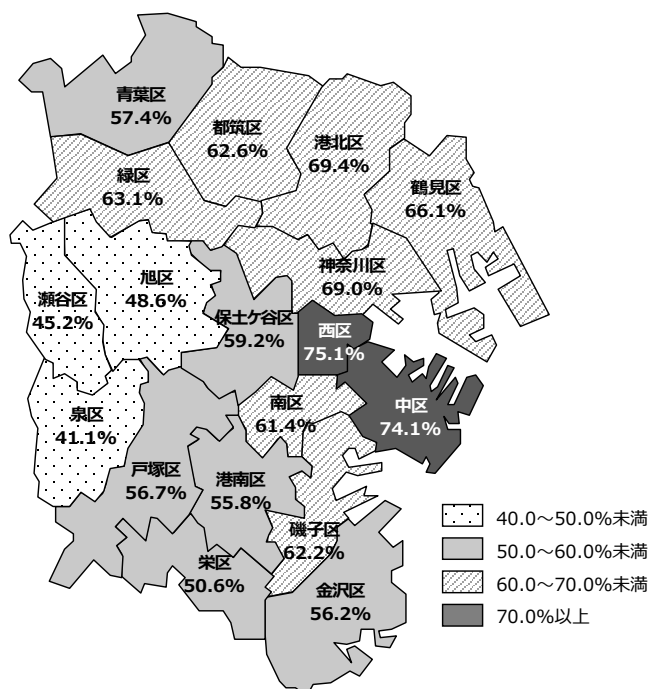 青葉区
57.4%
都筑区
62.6%
港北区
69.4%
緑区
63.1%
鶴見区
66.1%
神奈川区
69.0%
旭区
48.6%
瀬谷区
45.2%
保土ケ谷区
59.2%
西区
75.1%
中区
74.1%
南区
61.4%
泉区
41.1%
戸塚区
56.7%
港南区
55.8%
磯子区
62.2%
栄区
50.6%
金沢区
56.2%
40.0～50.0%未満
50.0～60.0%未満
60.0～70.0%未満
70.0%以上